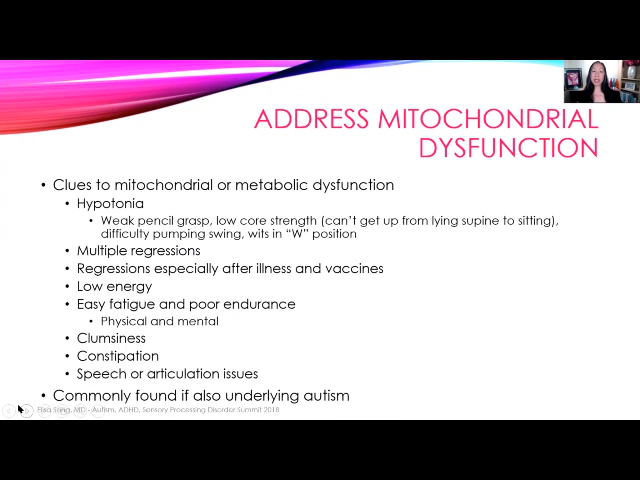 ADDRESS MITOCHONDRIAL
DYSFUNCTION
• Clues to mitochondrial or metabolic dysfunction
• Hypotonia
• Weak pencil grasp, low core strength (can't get up from lying supine to sitting),
difficulty pumping swing, wits in "W" position
• Multiple regressions
• Regressions especially after illness and vaccines
• Low energy
• Easy fatigue and poor endurance
• Physical and mental
• Clumsiness
• Constipation
• Speech or articulation issues
• Commonly found if also underlying autism
Elisa Song, MD - Autism, ADHD, Sensory Processing Disorder Summit 2018